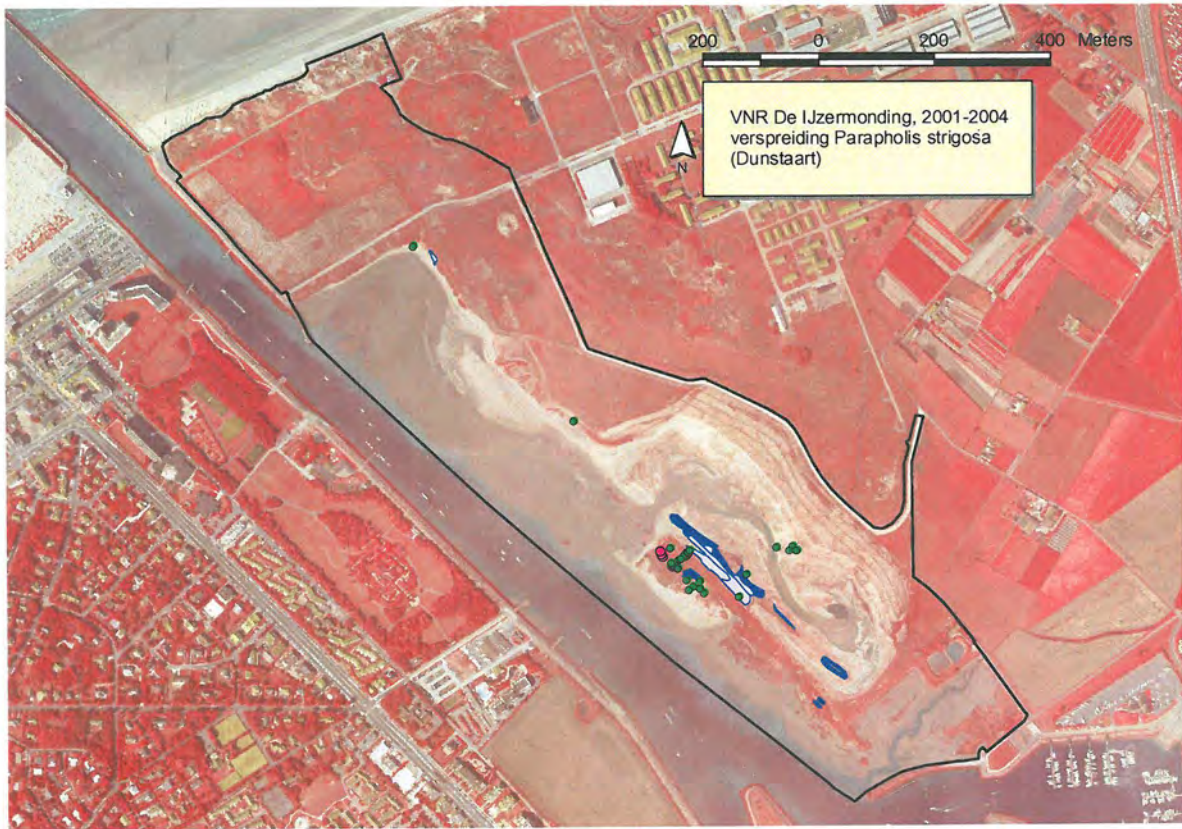 200 0 200 400 Meters
VNR De IJzermonding, 2001-2004
verspreiding Parapholis strigosa
(Dunstaart)
N